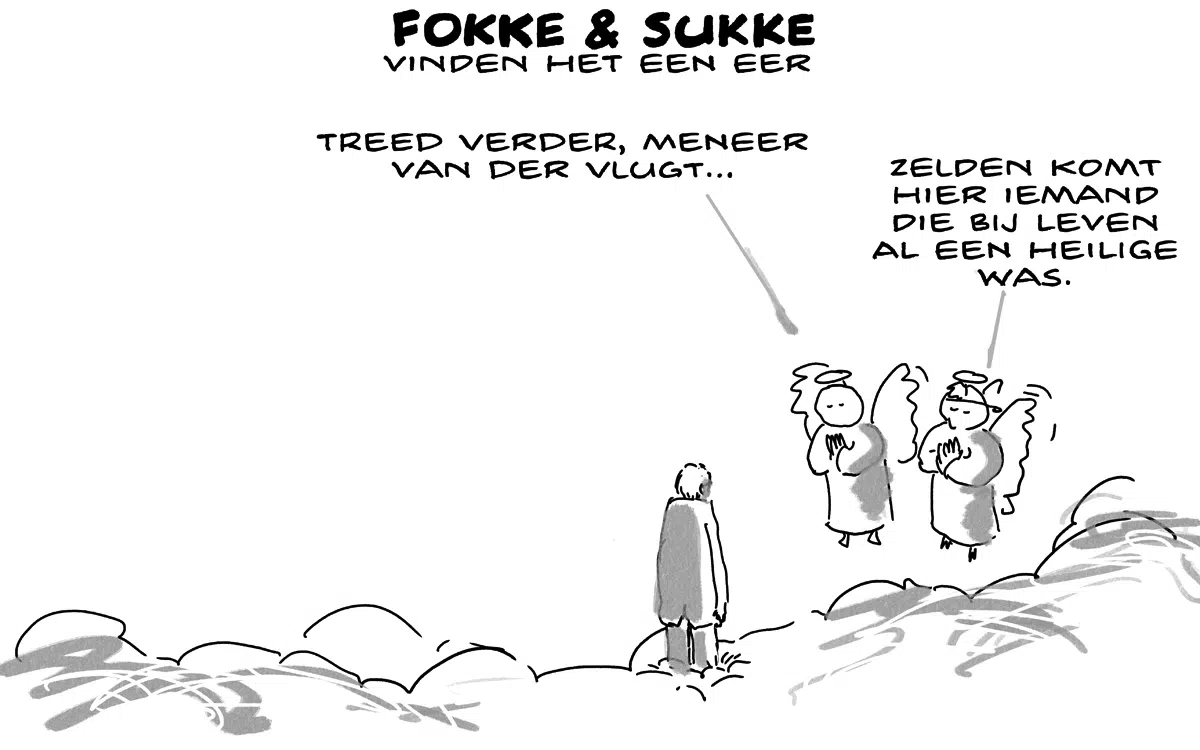 FOKKE & SUKKE
VINDEN HET EEN EER
TREED VERDER, MENEER
VAN DER VLUGT...
ZELDEN KOMT
HIER IEMAND
DIE BIJ LEVEN
AL EEN HEILIGE
WAS.